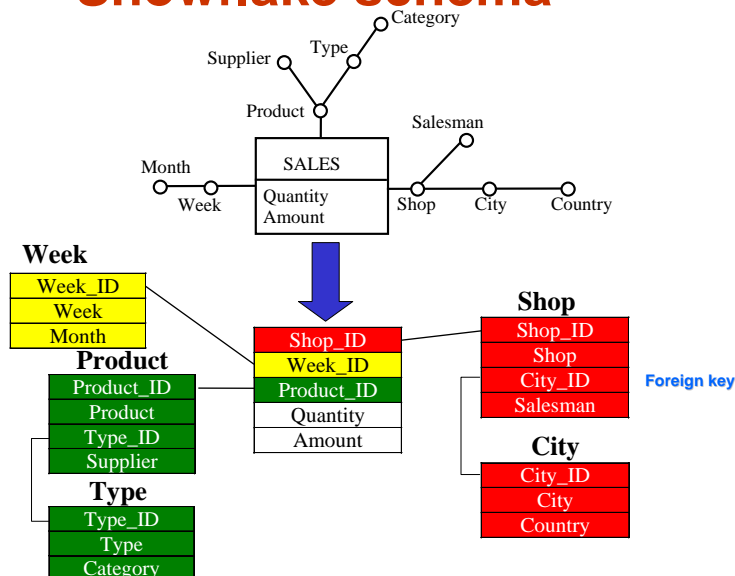 Snowflake schema
Category
Type
Supplier
Product
Salesman
Month
SALES
Week
Quantity
Amount
Shop
City
Country
Week
Week_ID
Week
Month
Product
Product_ID
Product
Type_ID
Supplier
Type
Type_ID
Type
Category
Shop_ID
Week_ID
Product_ID
Quantity
Amount
Shop
Shop_ID
Shop
City_ID
Salesman
Foreign key
City
City_ID
City
Country